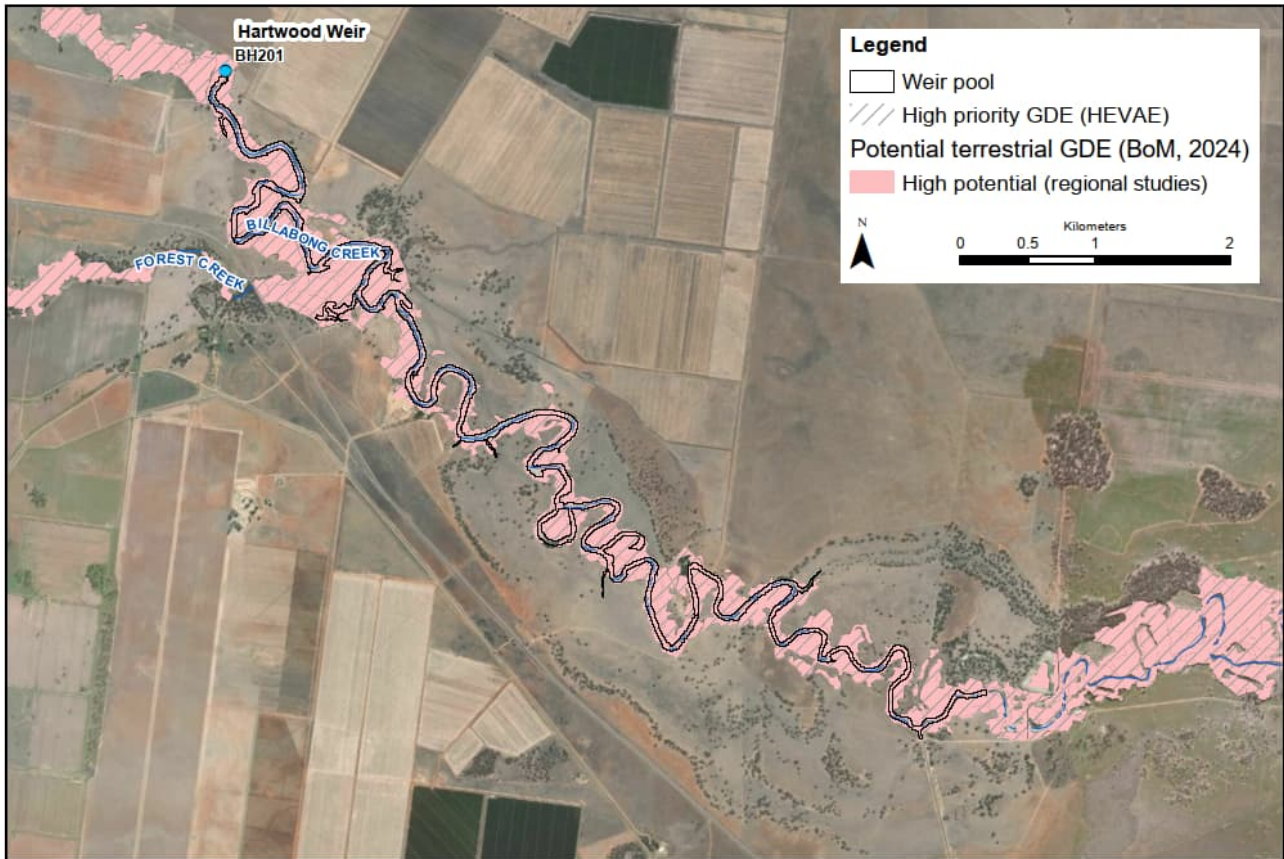 Hartwood Weir
BH201
BILLABONG CREEK
FOREST CREEK
Legend
Weir pool
High priority GDE (HEVAE)
Potential terrestrial GDE (BoM, 2024)
High potential (regional studies)
N
Kilometers
0 0.5 1 2